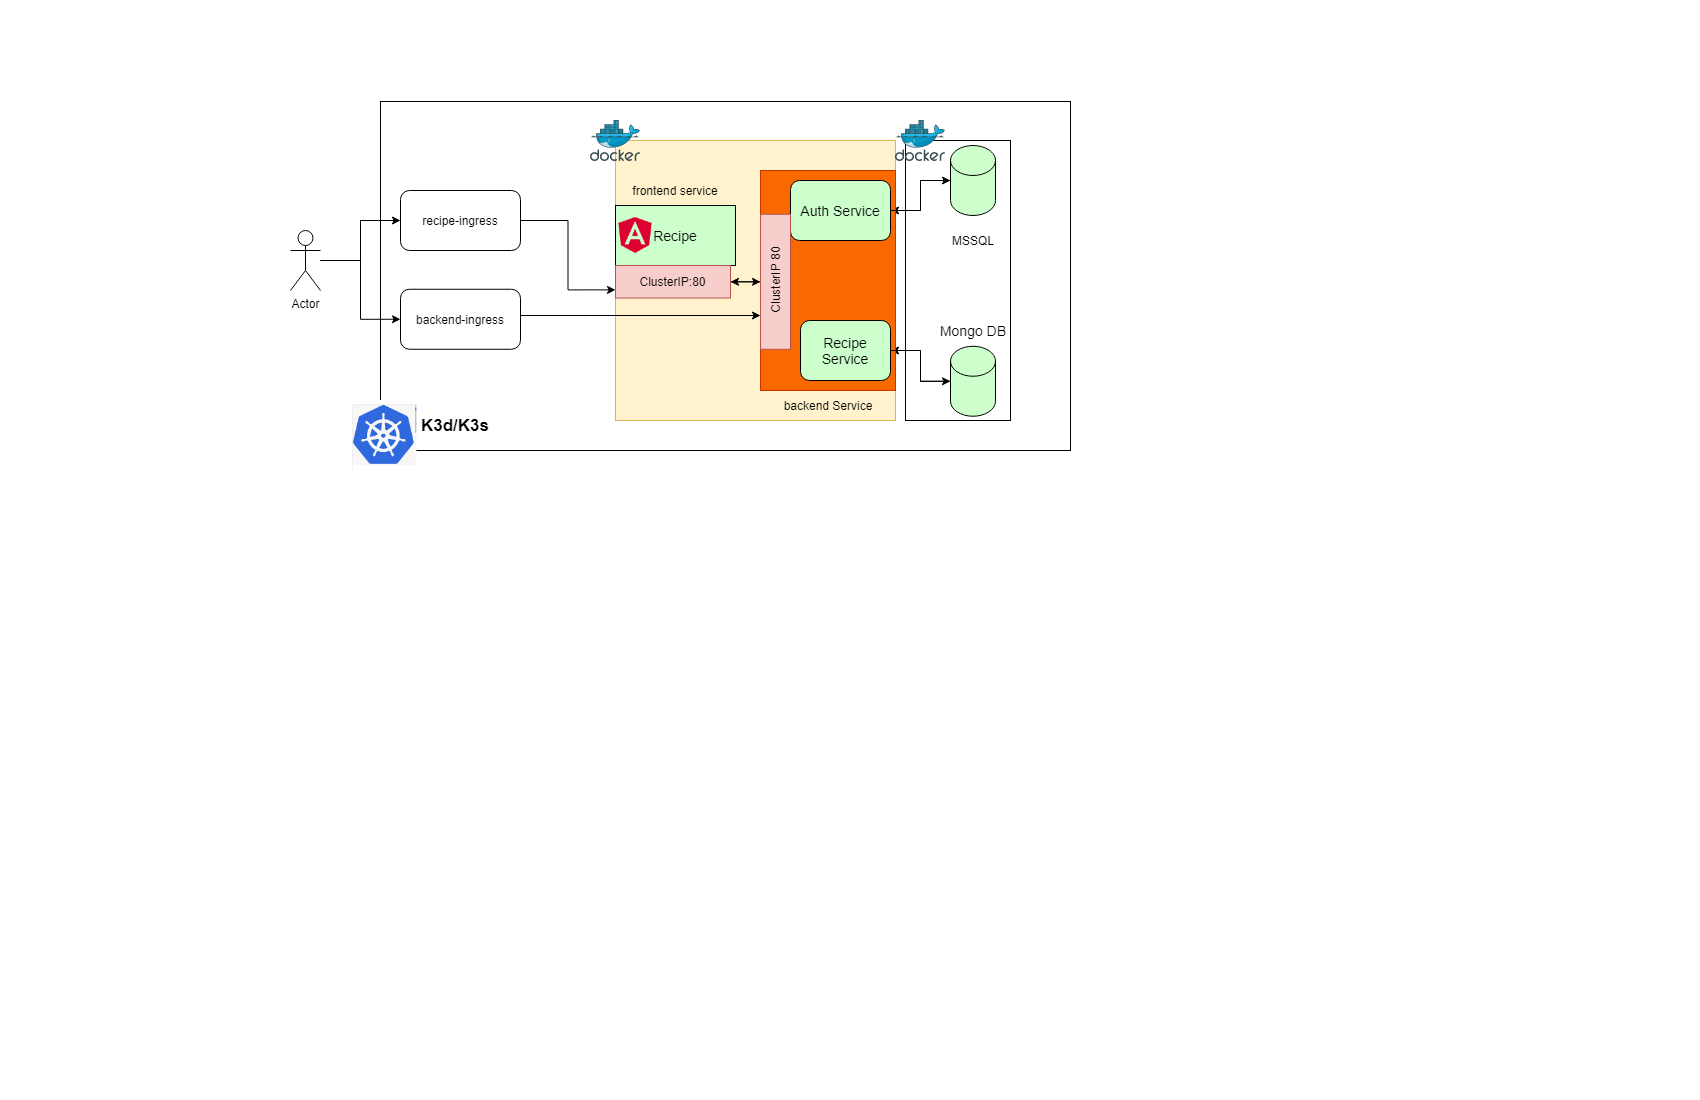 docker
docker
frontend service
Auth Service
recipe-ingress
Recipe
MSSQL
ClusterIP:80
ClusterIP 80
Actor
backend-ingress
Mongo DB
Recipe
Service
backend Service
K3d/K3s